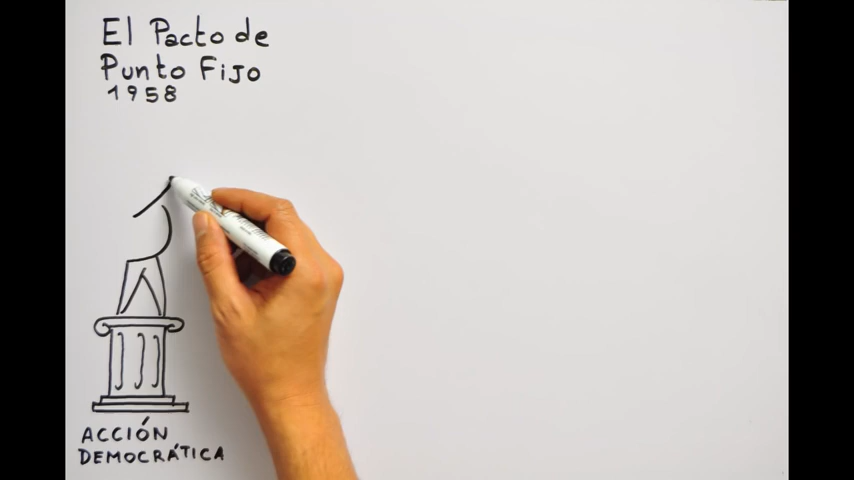 El Pacto de
Punto Fijo
1958
ACCIÓN
DEMOCRÁTICA